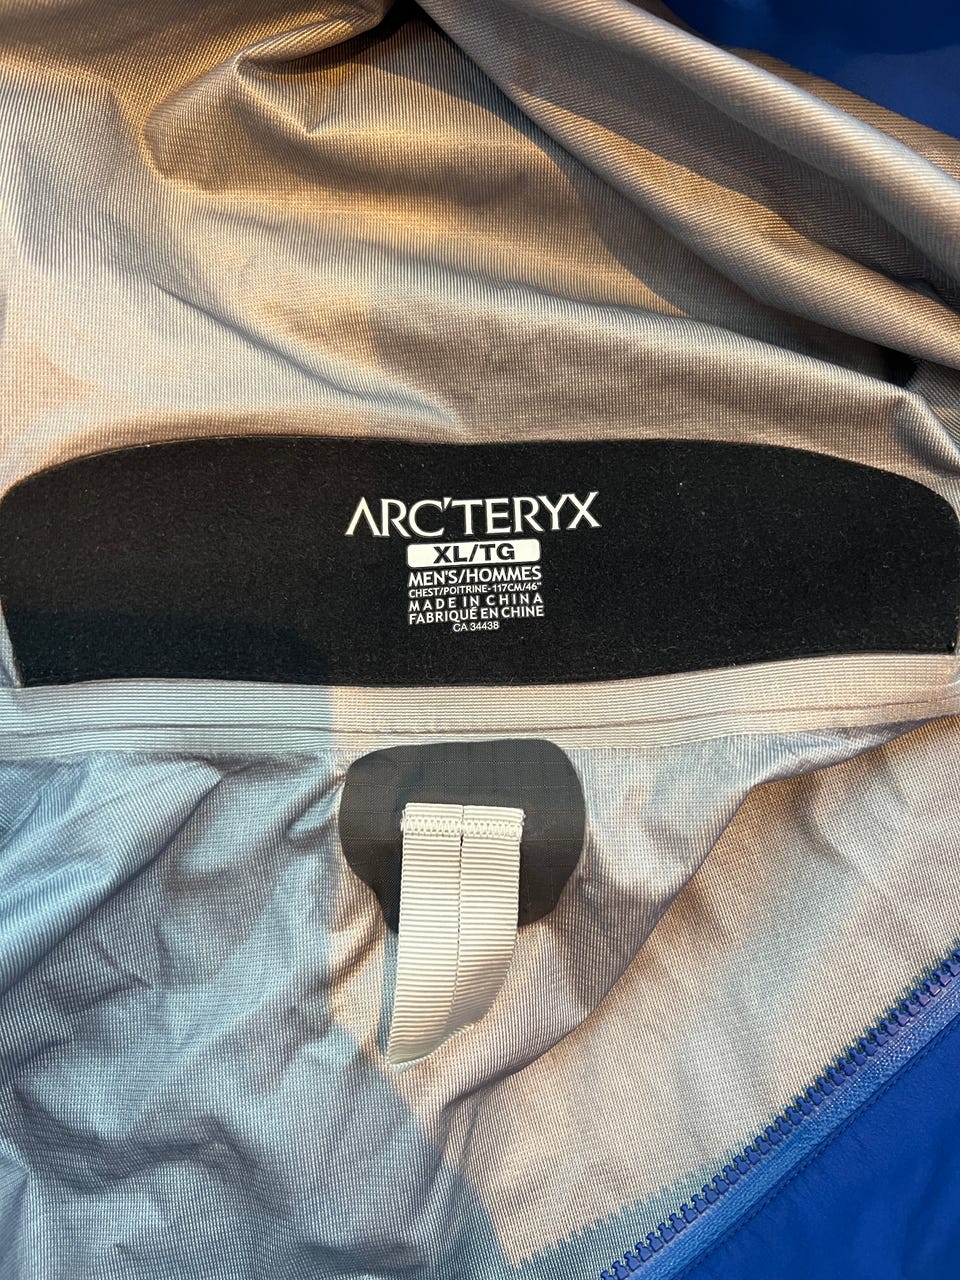 ARC'TERYX
XL/TG
MEN'S/HOMMES
CHEST/POITRINE-117CM/46"
MADE IN CHINA
FABRIQUÉ EN CHINE
CA 34438